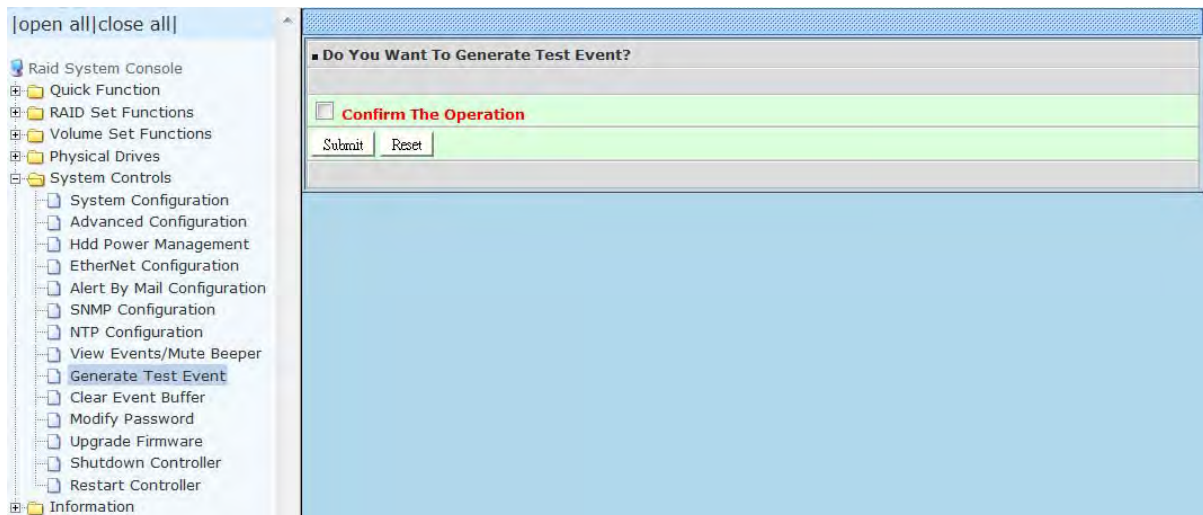 |open all|close all|
Raid System Console
Quick Function
RAID Set Functions
Volume Set Functions
Physical Drives
System Controls
System Configuration
Advanced Configuration
Hdd Power Management
EtherNet Configuration
Alert By Mail Configuration
SNMP Configuration
NTP Configuration
View Events/Mute Beeper
Generate Test Event
Clear Event Buffer
Modify Password
Upgrade Firmware
Shutdown Controller
Restart Controller
Information
Do You Want To Generate Test Event?
Confirm The Operation
Submit Reset